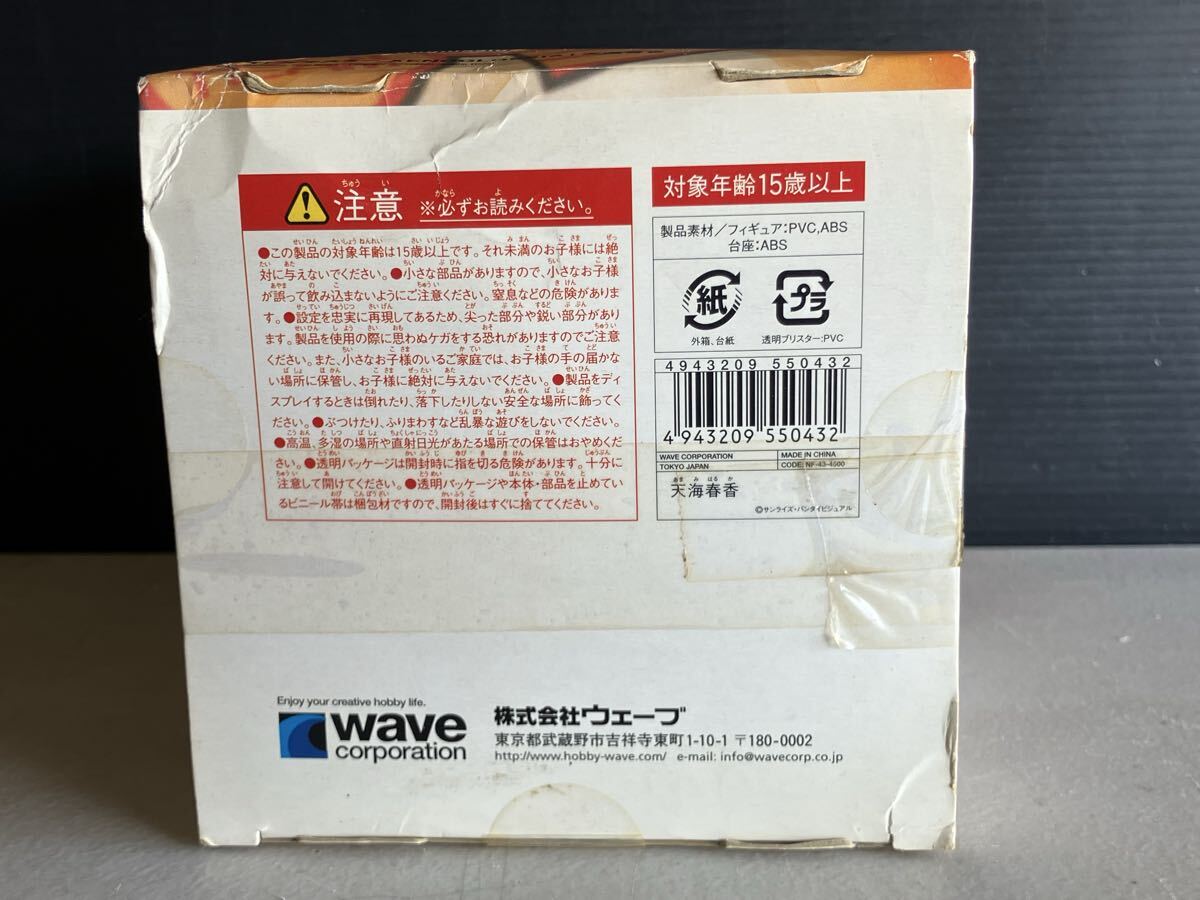 注意 ※必ずお読みください。
●この製品の対象年齢は15歳以上です。それ未満のお子様には絶
対に与えないでください。●小さな部品がありますので、小さなお子様
が誤って飲み込まないようにご注意ください。窒息などの危険がありま
す。●設定を忠実に再現してあるため、尖った部分や鋭い部分があり
ます。製品を使用の際に思わぬケガをする恐れがありますのでご注意
ください。また、小さなお子様のいるご家庭では、お子様の手の届かな
い場所に保管し、お子様に絶対に与えないでください。●製品をディ
スプレイするときは倒れたり、落下したりしない安全な場所に飾ってく
ださい。●ぶつけたり、ふりまわすなど乱暴な遊びをしないでください。
●高温、多湿の場所や直射日光があたる場所での保管はおやめくだ
さい。●透明パッケージは開封時に指を切る危険があります。十分に
注意して開けてください。●透明パッケージや本体・部品を止めてい
るビニール帯は梱包材ですので、開封後はすぐに捨ててください。
対象年齢15歳以上
製品素材/フィギュア:PVC,ABS
台座:ABS
紙
プラ
外箱、台紙
透明ブリスター:PVC
4943209 550432
4 943209 550432
WAVE CORPORATION
TOKYO JAPAN
MADE IN CHINA
CODE: NF-43-4500
天海春香
©サンライズ・バンダイビジュアル
Enjoy your creative hobby life.
wave
corporation
株式会社ウェーブ
東京都武蔵野市吉祥寺東町1-10-1 〒180-0002
http://www.hobby-wave.com/ e-mail: info@wavecorp.co.jp